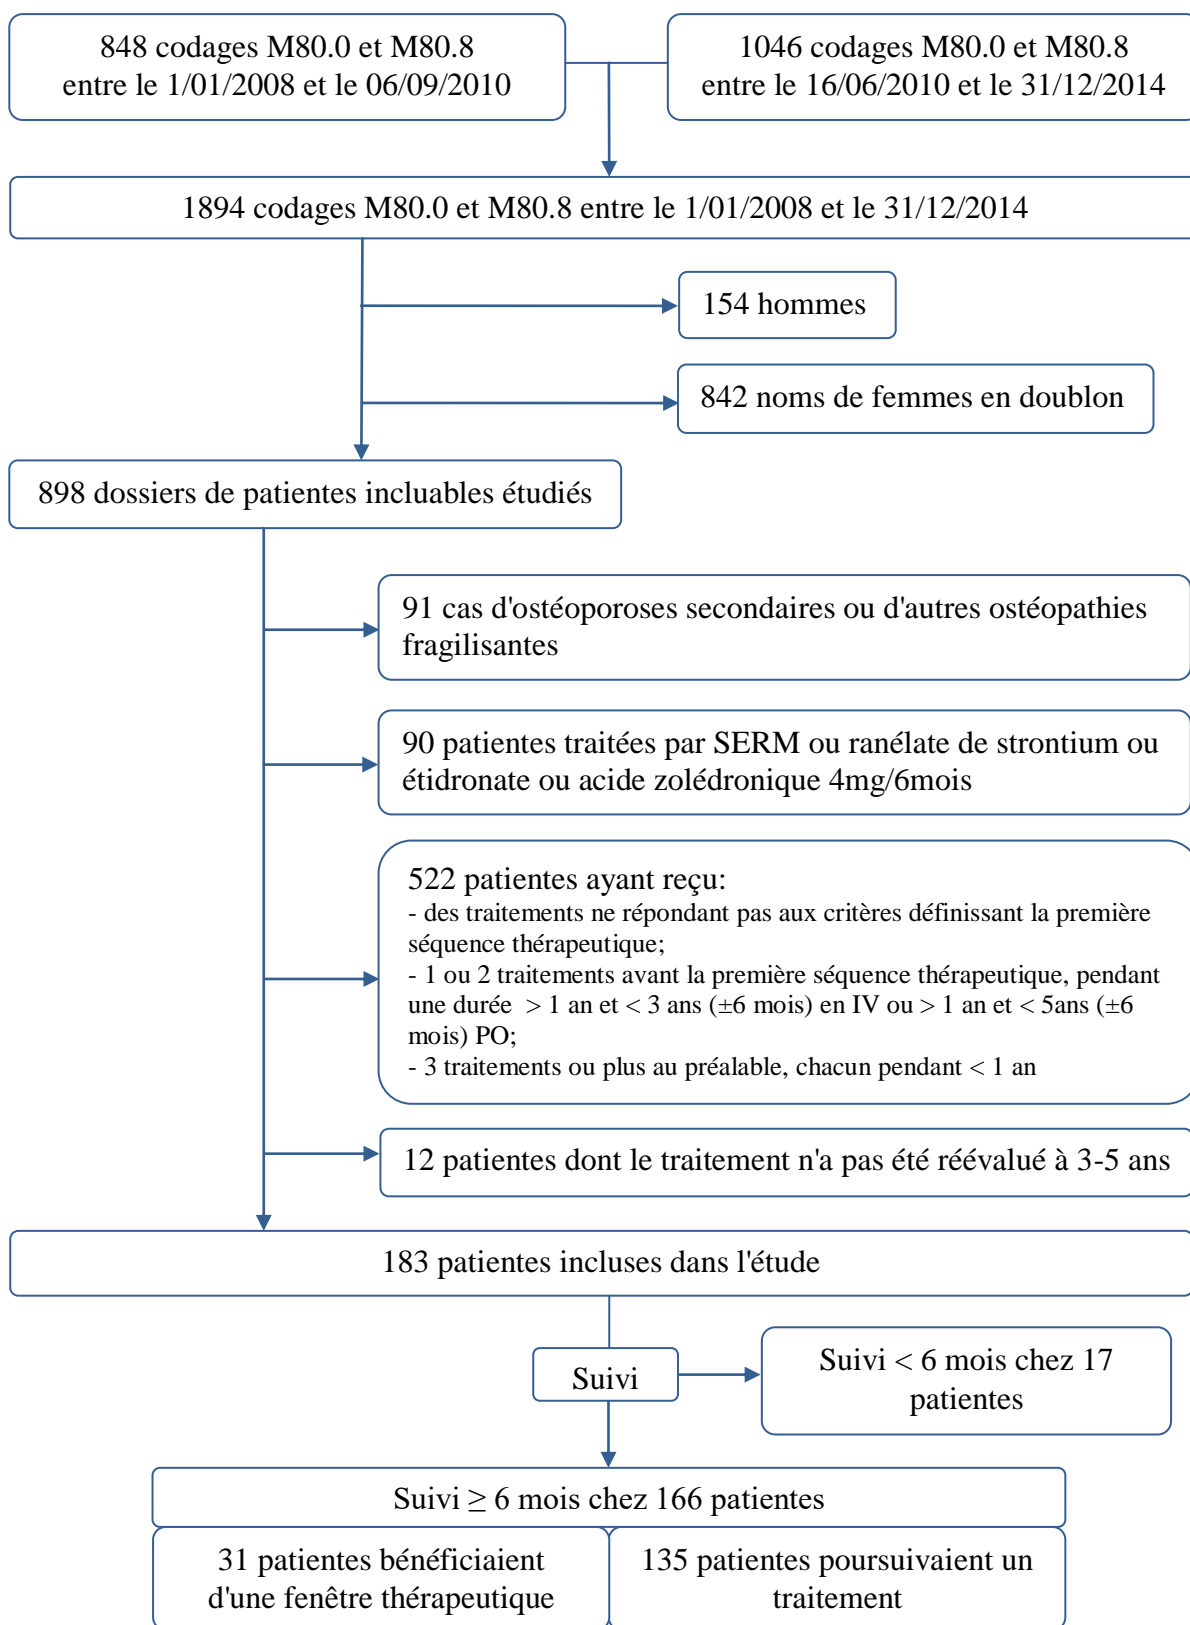 848 codages M80.0 et M80.8
entre le 1/01/2008 et le 06/09/2010
1046 codages M80.0 et M80.8
entre le 16/06/2010 et le 31/12/2014
1894 codages M80.0 et M80.8 entre le 1/01/2008 et le 31/12/2014
154 hommes
842 noms de femmes en doublon
898 dossiers de patientes incluables étudiés
91 cas d'ostéoporoses secondaires ou d'autres ostéopathies
fragilisantes
90 patientes traitées par SERM ou ranélate de strontium ou
étidronate ou acide zolédronique 4mg/6mois
522 patientes ayant reçu:
- des traitements ne répondant pas aux critères définissant la première
séquence thérapeutique;
- 1 ou 2 traitements avant la première séquence thérapeutique, pendant
une durée > 1 an et < 3 ans (±6 mois) en IV ou > 1 an et < 5ans (±6
mois) PO;
- 3 traitements ou plus au préalable, chacun pendant < 1 an
12 patientes dont le traitement n'a pas été réévalué à 3-5 ans
183 patientes incluses dans l'étude
Suivi
Suivi < 6 mois chez 17
patientes
Suivi ≥ 6 mois chez 166 patientes
31 patientes bénéficiaient
d'une fenêtre thérapeutique
135 patientes poursuivaient un
traitement